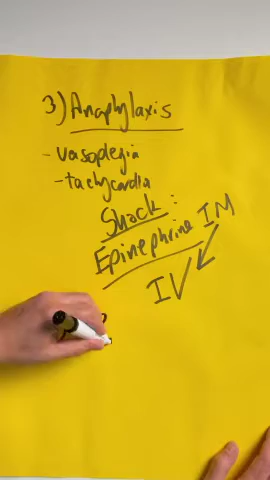 3) Anaphylaxis
- vasoplegia
- tachycardia
Shock:
Epinephrine IM
IV